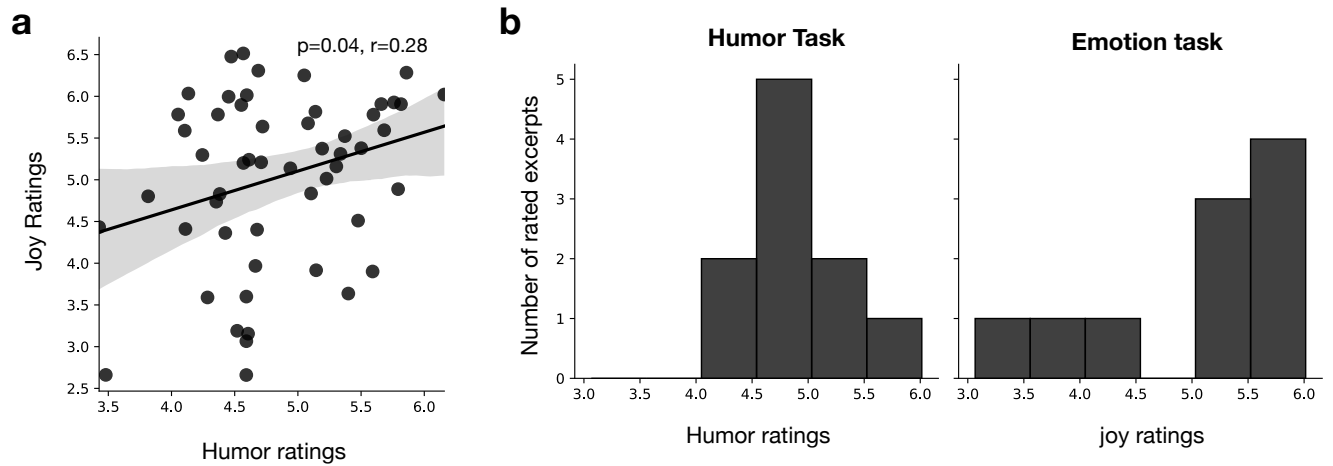 a
p=0.04, r=0.28
6.5
6.0
5.5
5.0
4.5
4.0
3.5
3.0
2.5
Joy Ratings
3.5 4.0 4.5 5.0 5.5 6.0
Humor ratings
b
Humor Task
5
4
3
2
1
0
Number of rated excerpts
3.0 3.5 4.0 4.5 5.0 5.5 6.0
Humor ratings
Emotion task
3.0 3.5 4.0 4.5 5.0 5.5 6.0
joy ratings